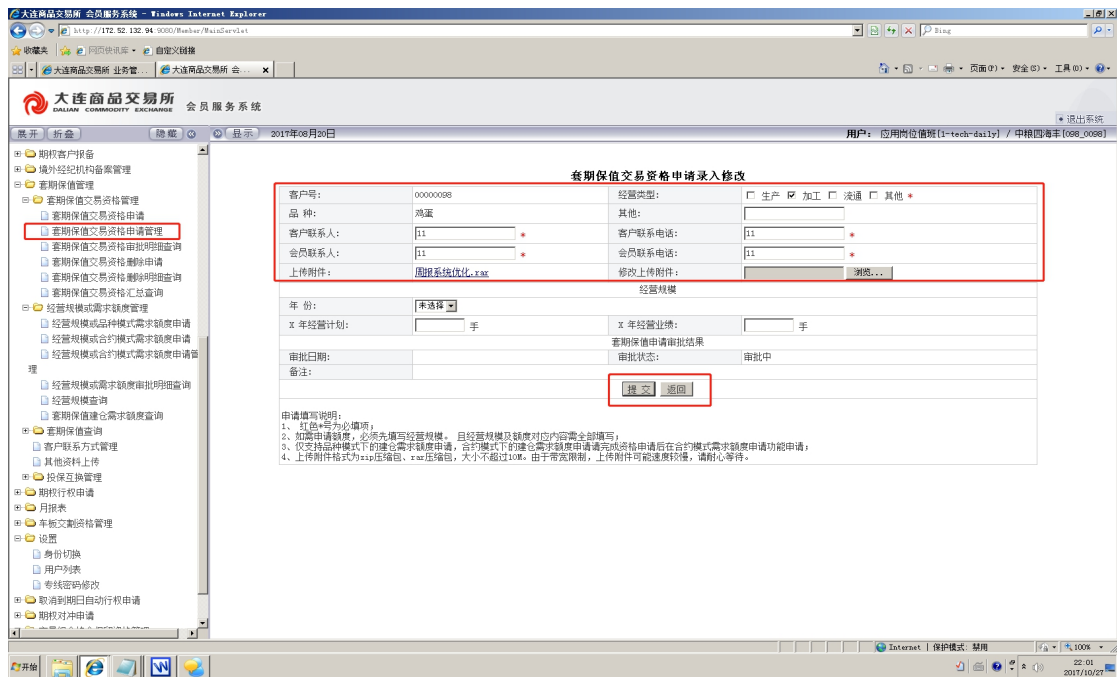 大连商品交易所 会员服务系统 - Windows Internet Explorer
http://172.52.132.94:9080/Member/MainServlet
Bing
收藏夹 网页快讯库 自定义链接
大连商品交易所 业务管... 大连商品交易所 会... 页面(P) 安全(S) 工具(O)
大连商品交易所 会员服务系统
DALIAN COMMODITY EXCHANGE
退出系统
展开 折叠 隐藏 显示 2017年08月20日 用户： 应用岗位值班[1-tech-daily] / 中粮四海丰[098_0098]
期权客户报备
境外经纪机构备案管理
套期保值管理
套期保值交易资格管理
套期保值交易资格申请
套期保值交易资格申请管理
套期保值交易资格审批明细查询
套期保值交易资格删除申请
套期保值交易资格删除明细查询
套期保值交易资格汇总查询
经营规模或需求额度管理
经营规模或品种模式需求额度申请
经营规模或合约模式需求额度申请
经营规模或合约模式需求额度申请管
理
经营规模或需求额度审批明细查询
经营规模查询
套期保值建仓需求额度查询
套期保值查询
客户联系方式管理
其他资料上传
投保互换管理
期权行权申请
月报表
车板交割资格管理
设置
身份切换
用户列表
专线密码修改
取消到期日自动行权申请
期权对冲申请
套期保值交易资格申请录入修改
客户号： 00000098 经营类型： 生产 加工 流通 其他 *
品 种： 鸡蛋 其他：
客户联系人： 11 * 客户联系电话： 11 *
会员联系人： 11 * 会员联系电话： 11 *
上传附件： 周报系统优化.rar 修改上传附件： 浏览...
经营规模
年 份： 未选择
X 年经营计划： 手 X 年经营业绩： 手
套期保值申请审批结果
审批日期： 审批状态： 审批中
备注：
提 交 返回
申请填写说明：
1、 红色*号为必填项；
2、如需申请额度，必须先填写经营规模。 且经营规模及额度对应内容需全部填写；
3、仅支持品种模式下的建仓需求额度申请，合约模式下的建仓需求额度申请请完成资格申请后在合约模式需求额度申请功能申请；
4、上传附件格式为zip压缩包、rar压缩包，大小不超过10M。由于带宽限制，上传附件可能速度较慢，请耐心等待。
Internet | 保护模式: 禁用 100%
开始 22:01
2017/10/27